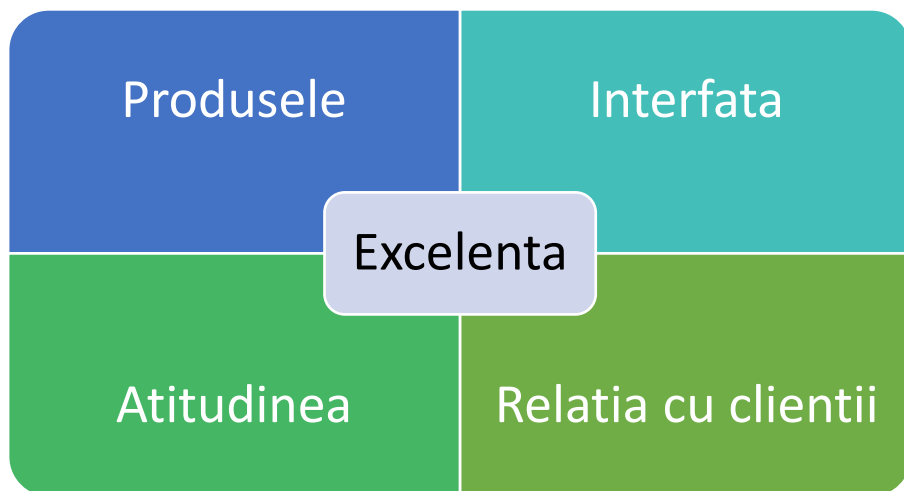 Produsele
Interfata
Excelenta
Atitudinea
Relatia cu clientii